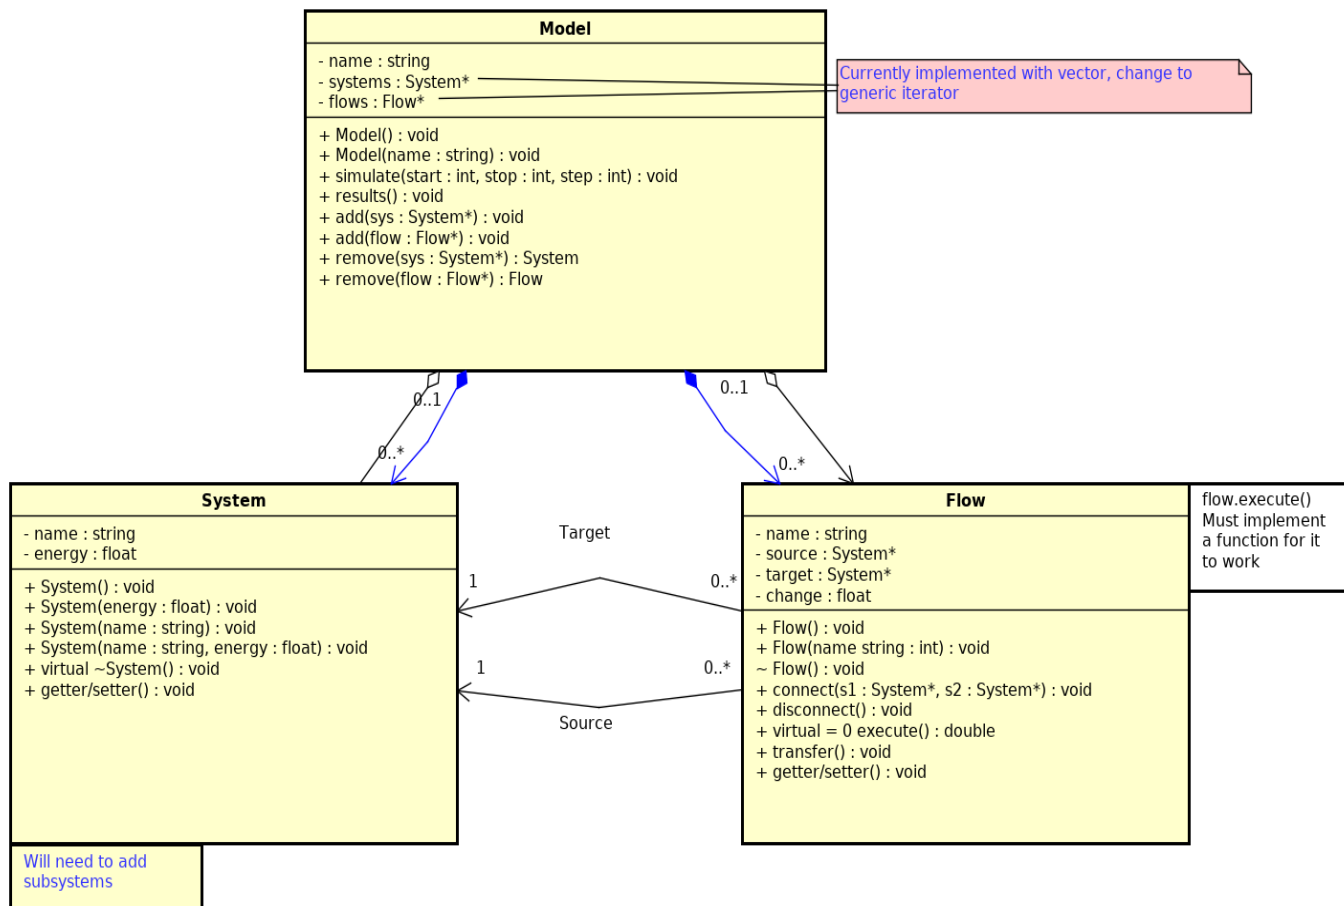 Model
- name : string
- systems : System*
- flows : Flow*
Currently implemented with vector, change to
generic iterator
+ Model() : void
+ Model(name : string) : void
+ simulate(start : int, stop : int, step : int) : void
+ results() : void
+ add(sys : System*) : void
+ add(flow : Flow*) : void
+ remove(sys : System*) : System
+ remove(flow : Flow*) : Flow
0..1
0..1
0..*
0..*
System
- name : string
- energy : float
+ System() : void
+ System(energy : float) : void
+ System(name : string) : void
+ System(name : string, energy : float) : void
+ virtual ~System() : void
+ getter/setter() : void
Will need to add
subsystems
Target
1
0..*
1
0..*
Source
Flow
- name : string
- source : System*
- target : System*
- change : float
+ Flow() : void
+ Flow(name string : int) : void
~ Flow() : void
+ connect(s1 : System*, s2 : System*) : void
+ disconnect() : void
+ virtual = 0 execute() : double
+ transfer() : void
+ getter/setter() : void
flow.execute()
Must implement
a function for it
to work